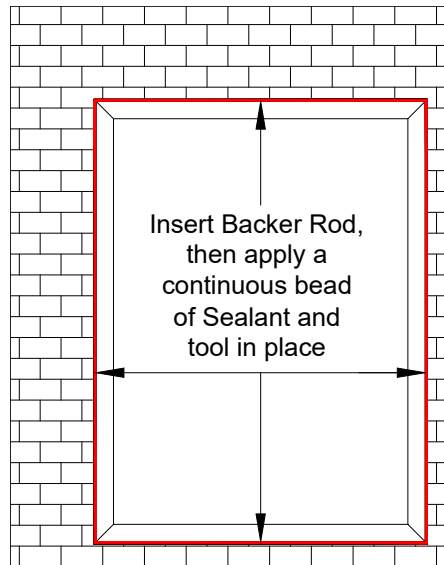 Insert Backer Rod,
then apply a
continuous bead
of Sealant and
tool in place